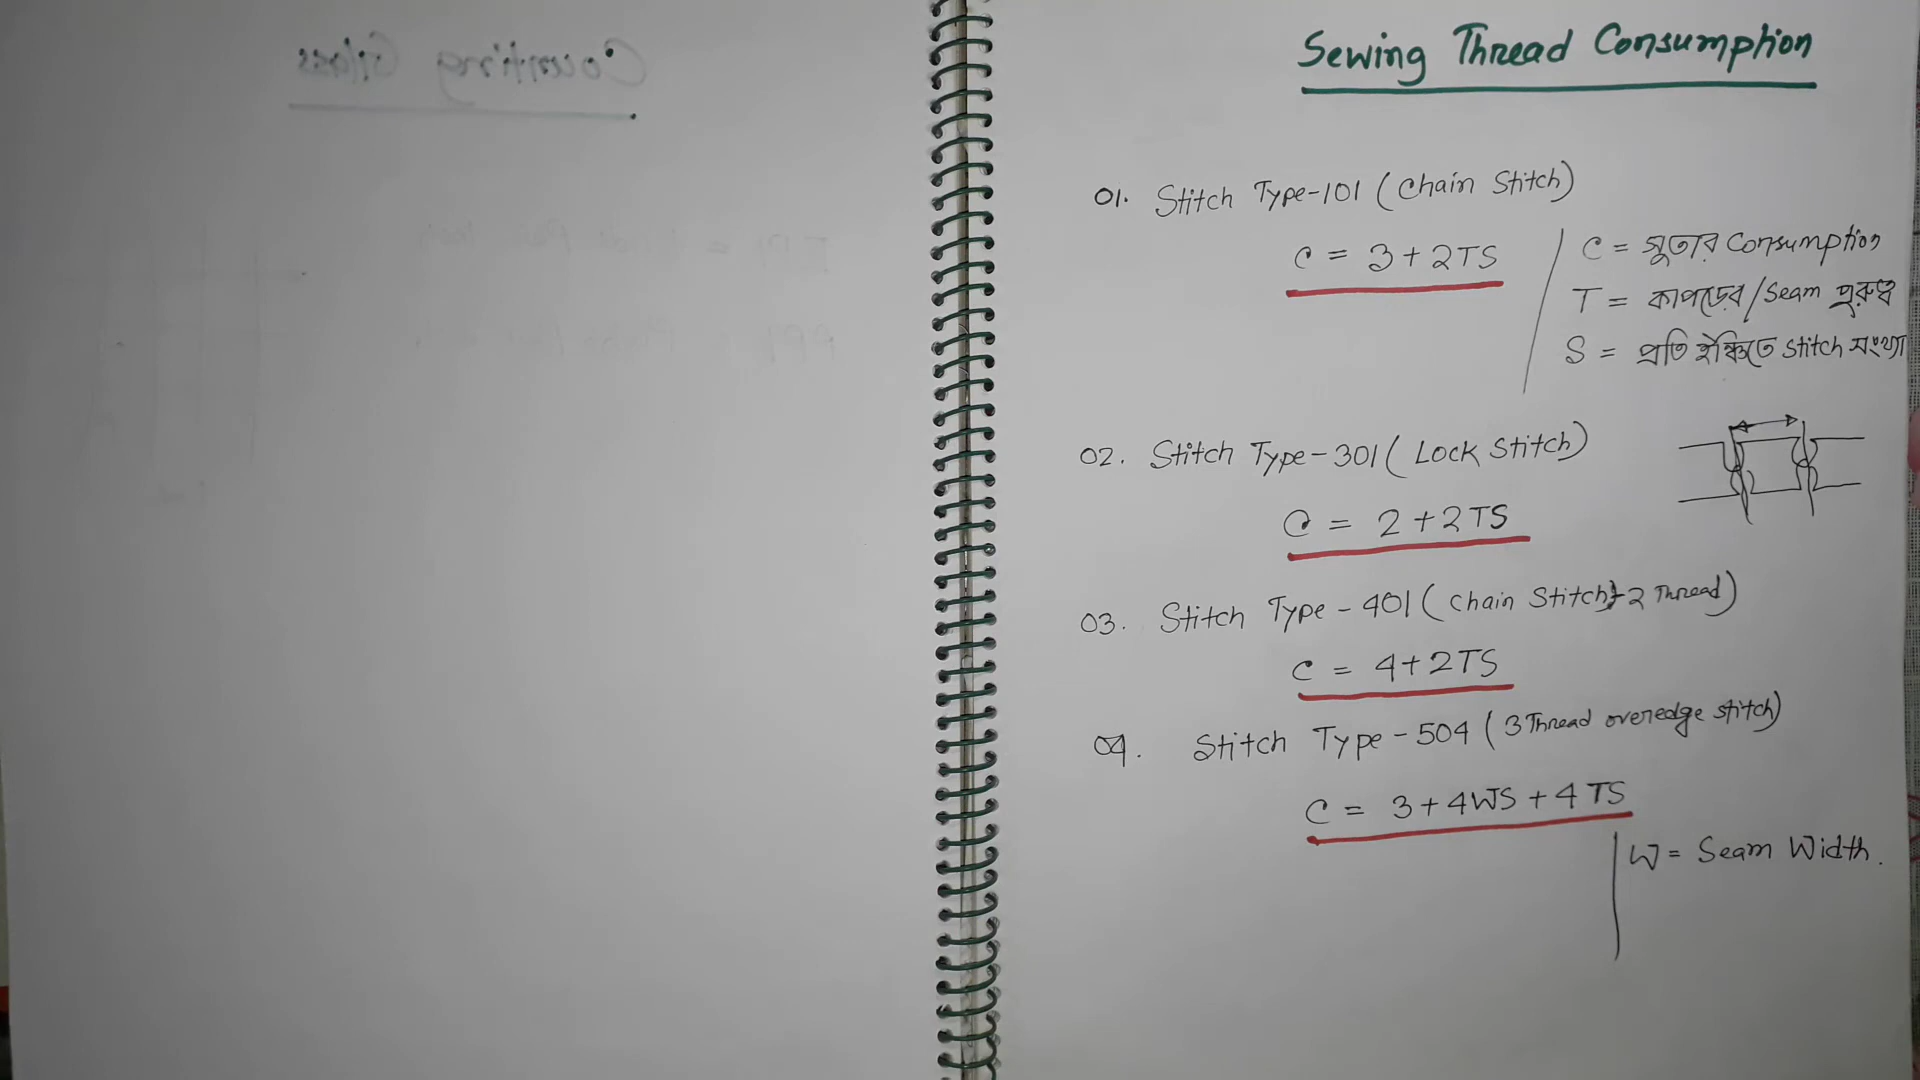 Sewing Thread Consumption
01. Stitch Type-101 (Chain Stitch)
C = 3 + 2TS
C = সুতার Consumption
T = কাপড়ের/Seam পুরুত্ব
S = প্রতি ইঞ্চিতে Stitch সংখ্যা
02. Stitch Type-301 (Lock Stitch)
C = 2 + 2TS
03. Stitch Type-401 (Chain Stitch-2 Thread)
C = 4+2TS
04. Stitch Type-504 (3 Thread overedge stitch)
C = 3+4WS+4TS
W = Seam Width.
Counting Glass